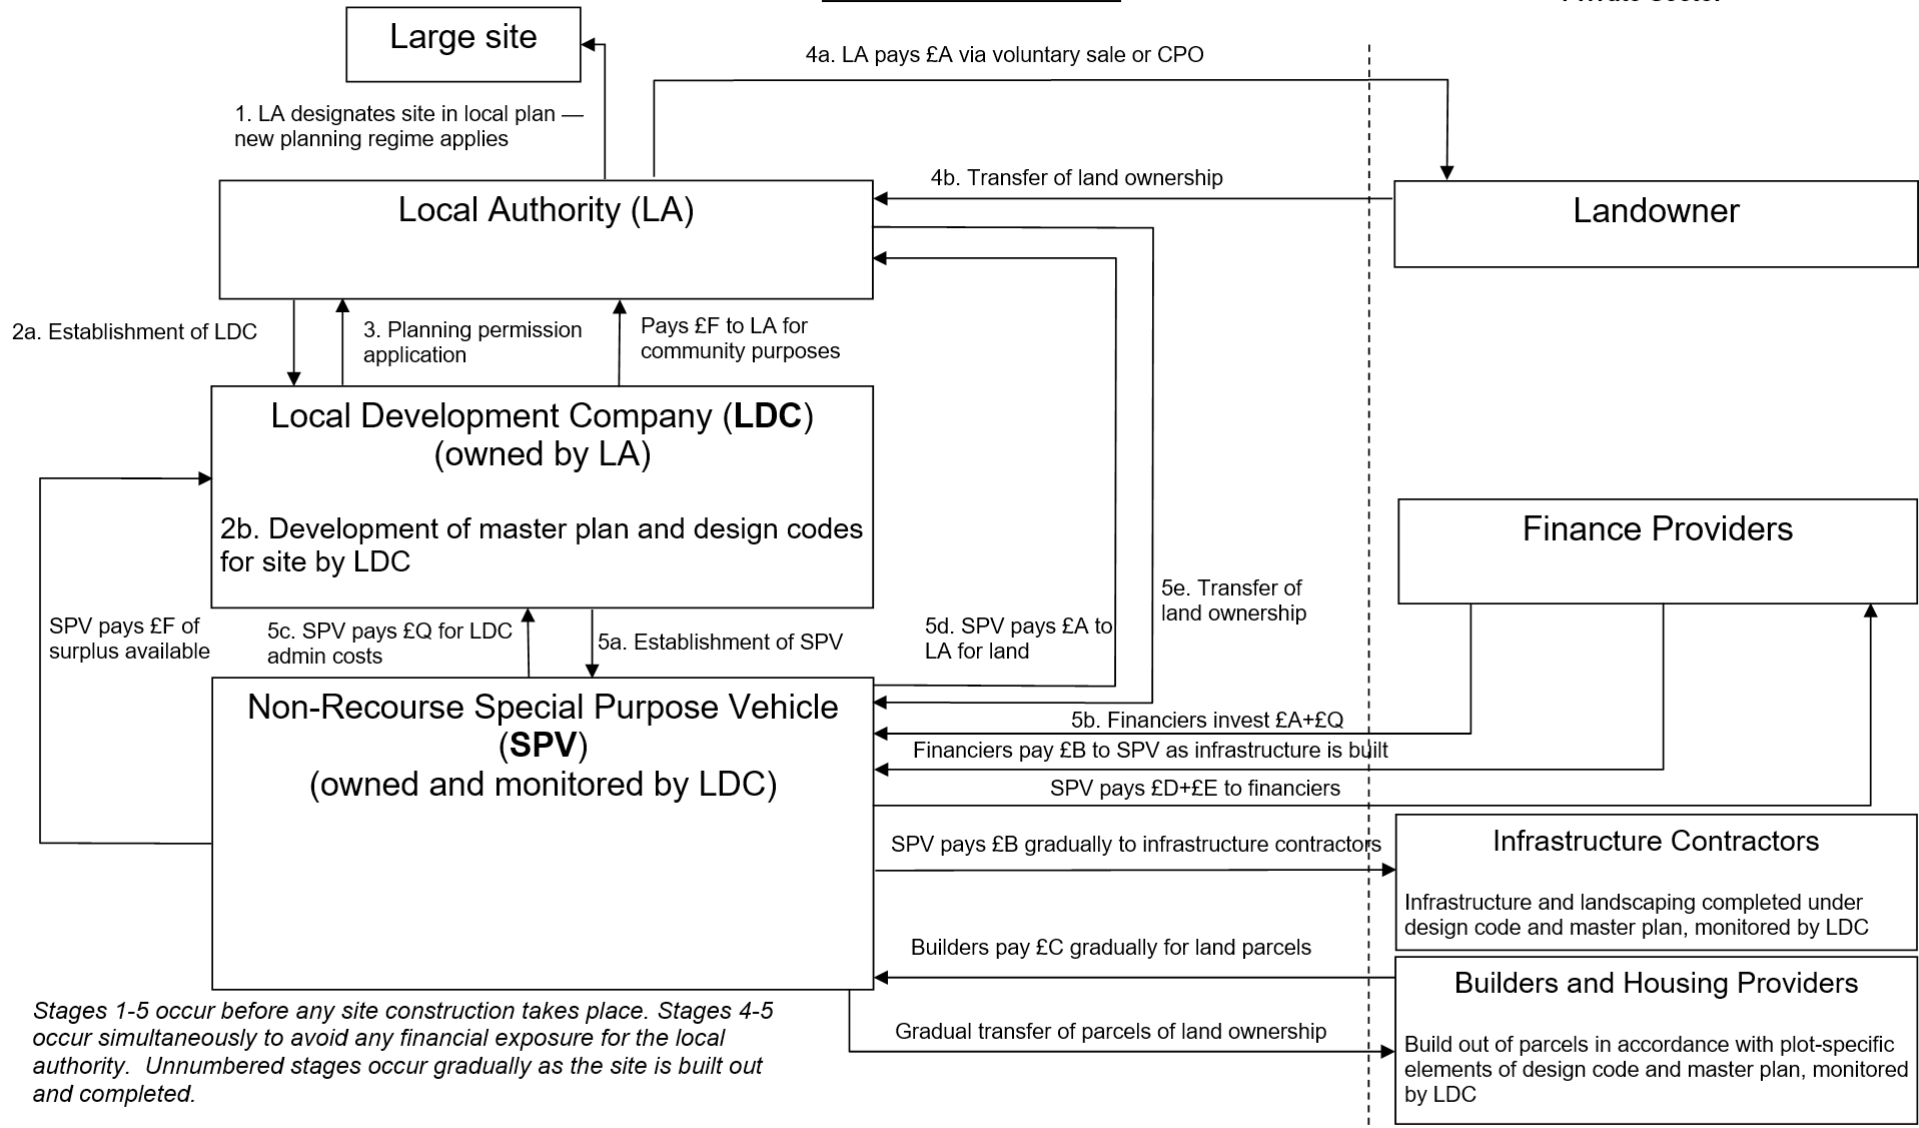 Private Sector
Large site
4a. LA pays £A via voluntary sale or CPO
1. LA designates site in local plan —
new planning regime applies
4b. Transfer of land ownership
Local Authority (LA)
Landowner
2a. Establishment of LDC
3. Planning permission
application
Pays £F to LA for
community purposes
Local Development Company (LDC)
(owned by LA)
2b. Development of master plan and design codes
for site by LDC
Finance Providers
5e. Transfer of
land ownership
SPV pays £F of
surplus available
5c. SPV pays £Q for LDC
admin costs
5a. Establishment of SPV
5d. SPV pays £A to
LA for land
Non-Recourse Special Purpose Vehicle
(SPV)
(owned and monitored by LDC)
5b. Financiers invest £A+£Q
Financiers pay £B to SPV as infrastructure is built
SPV pays £D+£E to financiers
SPV pays £B gradually to infrastructure contractors
Infrastructure Contractors
Infrastructure and landscaping completed under
design code and master plan, monitored by LDC
Builders pay £C gradually for land parcels
Builders and Housing Providers
Gradual transfer of parcels of land ownership
Build out of parcels in accordance with plot-specific
elements of design code and master plan, monitored
by LDC
Stages 1-5 occur before any site construction takes place. Stages 4-5
occur simultaneously to avoid any financial exposure for the local
authority.  Unnumbered stages occur gradually as the site is built out
and completed.